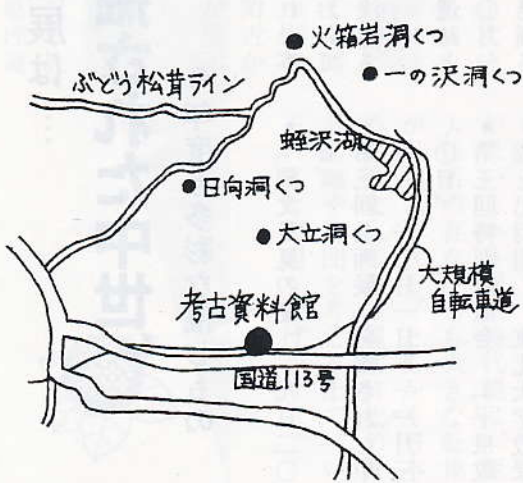 火箱岩洞くつ
一の沢洞くつ
ぶどう松茸ライン
蛭沢湖
日向洞くつ
大立洞くつ
大規模
自転車道
考古資料館
国道113号